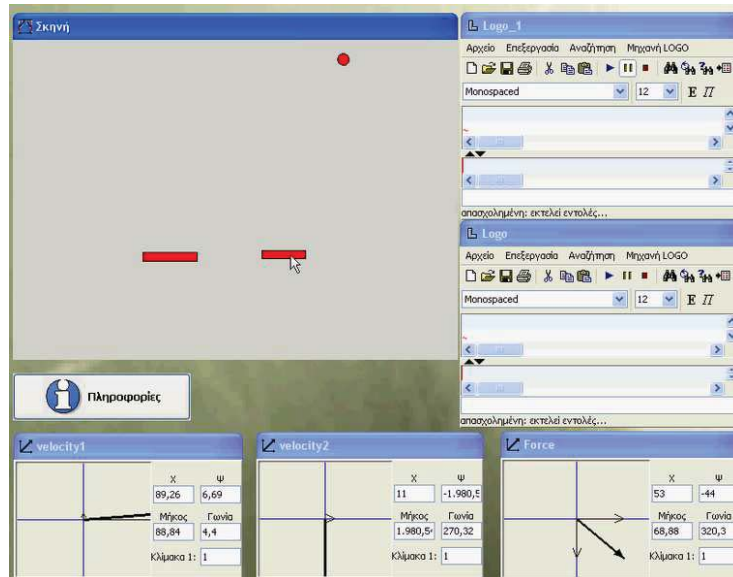 Σκηνή
Logo_1
Αρχείο Επεξεργασία Αναζήτηση Μηχανή LOGO
Monospaced 12 Ε Π
απασχολημένη: εκτελεί εντολές...
Logo
Αρχείο Επεξεργασία Αναζήτηση Μηχανή LOGO
Monospaced 12 Ε Π
απασχολημένη: εκτελεί εντολές...
Πληροφορίες
velocity1
X Ψ
89,26 6,69
Μήκος Γωνία
88,84 4,4
Κλίμακα 1: 1
velocity2
X Ψ
11 -1.980,5
Μήκος Γωνία
1.980,5 270,32
Κλίμακα 1: 1
Force
X Ψ
53 -44
Μήκος Γωνία
68,88 320,3
Κλίμακα 1: 1